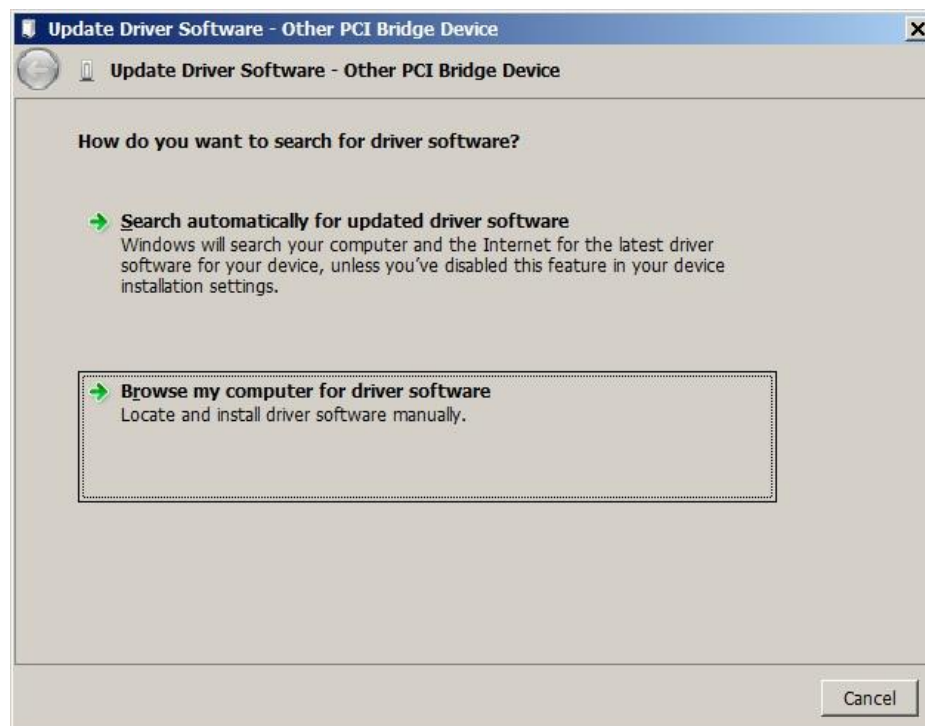 Update Driver Software - Other PCI Bridge Device
Update Driver Software - Other PCI Bridge Device
How do you want to search for driver software?
Search automatically for updated driver software
Windows will search your computer and the Internet for the latest driver
software for your device, unless you've disabled this feature in your device
installation settings.
Browse my computer for driver software
Locate and install driver software manually.
Cancel